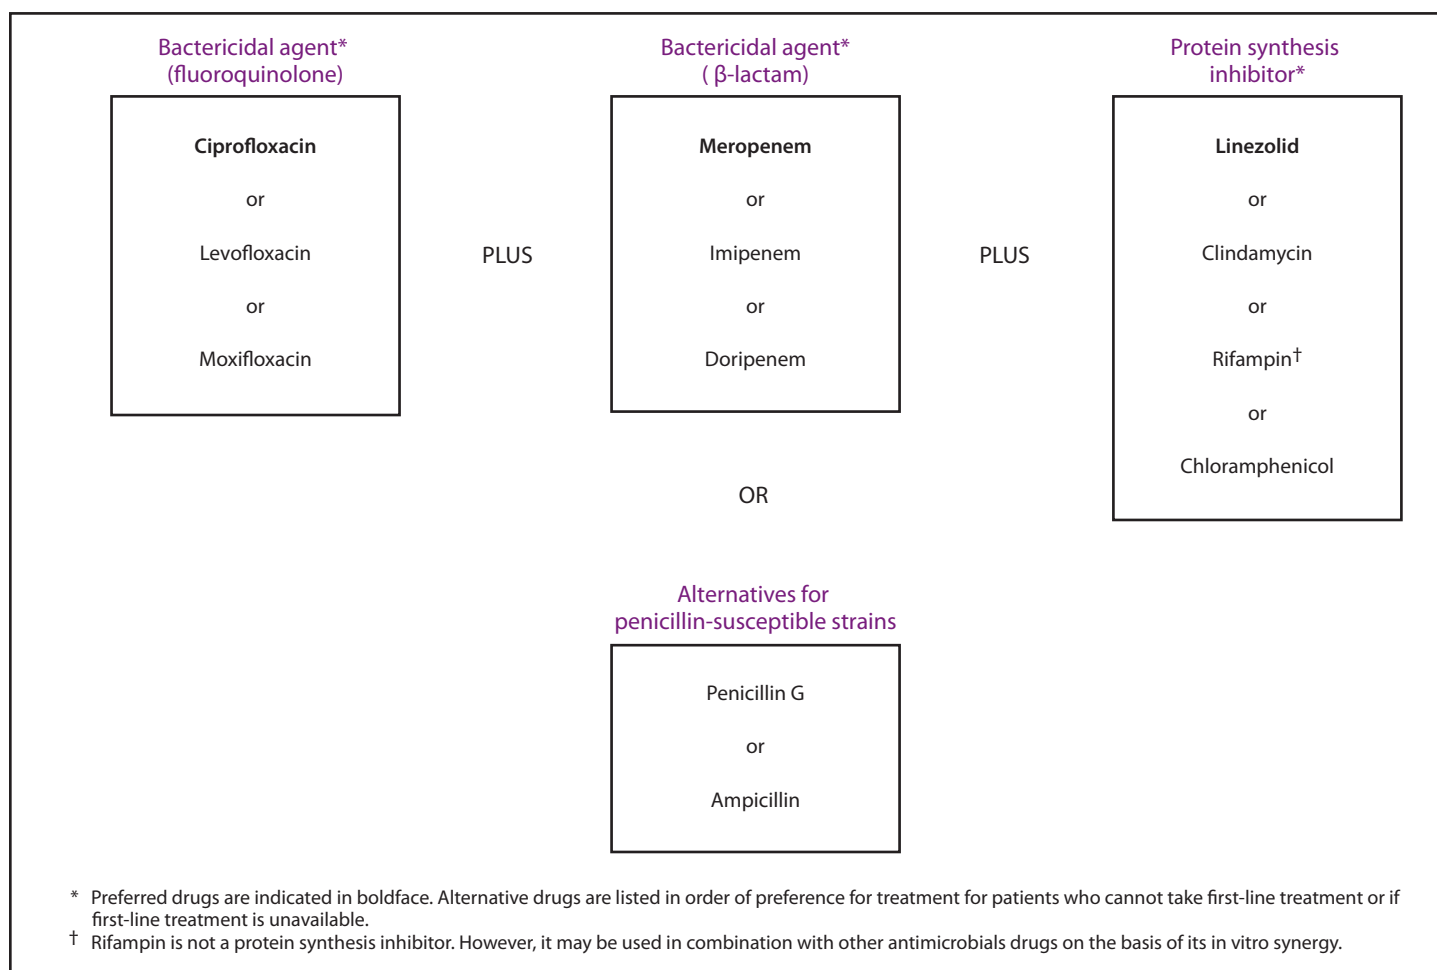 Bactericidal agent*
(fluoroquinolone)
Ciprofloxacin
or
Levofloxacin
or
Moxifloxacin
PLUS
Bactericidal agent*
( β-lactam)
Meropenem
or
Imipenem
or
Doripenem
OR
Alternatives for
penicillin-susceptible strains
Penicillin G
or
Ampicillin
PLUS
Protein synthesis
inhibitor*
Linezolid
or
Clindamycin
or
Rifampin†
or
Chloramphenicol
* Preferred drugs are indicated in boldface. Alternative drugs are listed in order of preference for treatment for patients who cannot take first-line treatment or if
first-line treatment is unavailable.
† Rifampin is not a protein synthesis inhibitor. However, it may be used in combination with other antimicrobials drugs on the basis of its in vitro synergy.